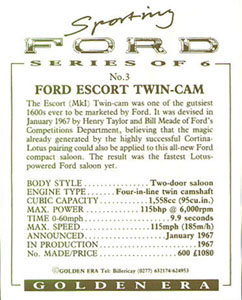 Sporting
FORD
SERIES OF 6
No.3
FORD ESCORT TWIN-CAM
The Escort (MkI) Twin-cam was one of the gutsiest
1600s ever to be marketed by Ford. It was devised in
January 1967 by Henry Taylor and Bill Meade of Ford's
Competitions Department, believing that the magic
already generated by the highly successful Cortina-
Lotus pairing could also be applied to this all-new Ford
compact saloon. The result was the fastest Lotus-
powered Ford saloon yet.
BODY STYLE Two-door saloon
ENGINE TYPE Four-in-line twin camshaft
CUBIC CAPACITY 1,558cc (95cu.in.)
MAX. POWER 115bhp @ 6,000rpm
TIME 0-60mph 9.9 seconds
MAX. SPEED 115mph (185m/h)
ANNOUNCED January 1967
IN PRODUCTION 1967
No. MADE/PRICE 600 £1080
©GOLDEN ERA Tel: Billericay (0277) 652174/624953
GOLDEN ERA